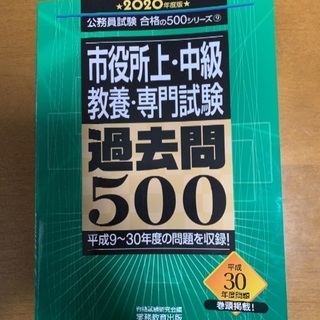 ★2020年度版★
公務員試験 合格の500シリーズ⑨
市役所上・中級
教養・専門試験
過去問
500
平成9〜30年度の問題を収録!
平成
30
年度問題
巻頭掲載!
資格試験研究会編
実務教育出版